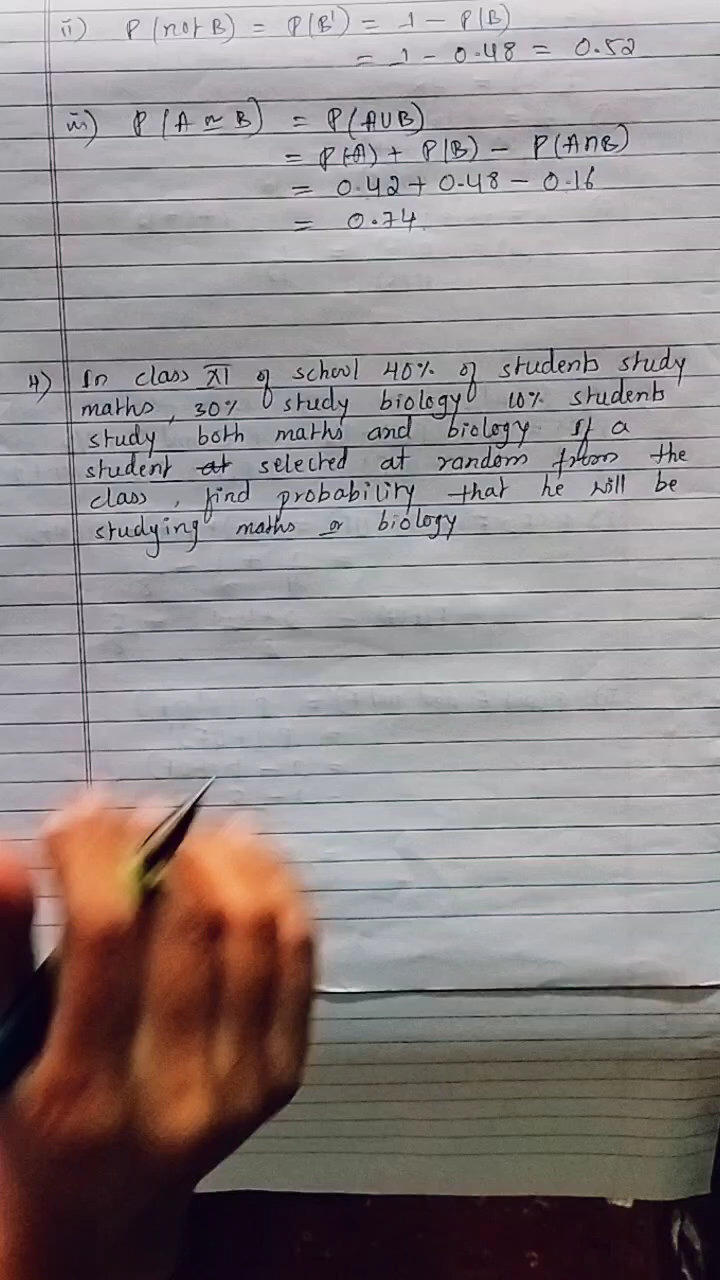 ii) P(not B) = P(B') = 1 - P(B)
= 1 - 0.48 = 0.52
iii) P(A or B) = P(A∪B)
= P(A) + P(B) - P(A∩B)
= 0.42 + 0.48 - 0.16
= 0.74.
4) In class XI of school 40% of students study
maths, 30% study biology 10% students
study both maths and biology. If a
student at selected at random from the
class, find probability that he will be
studying maths or biology